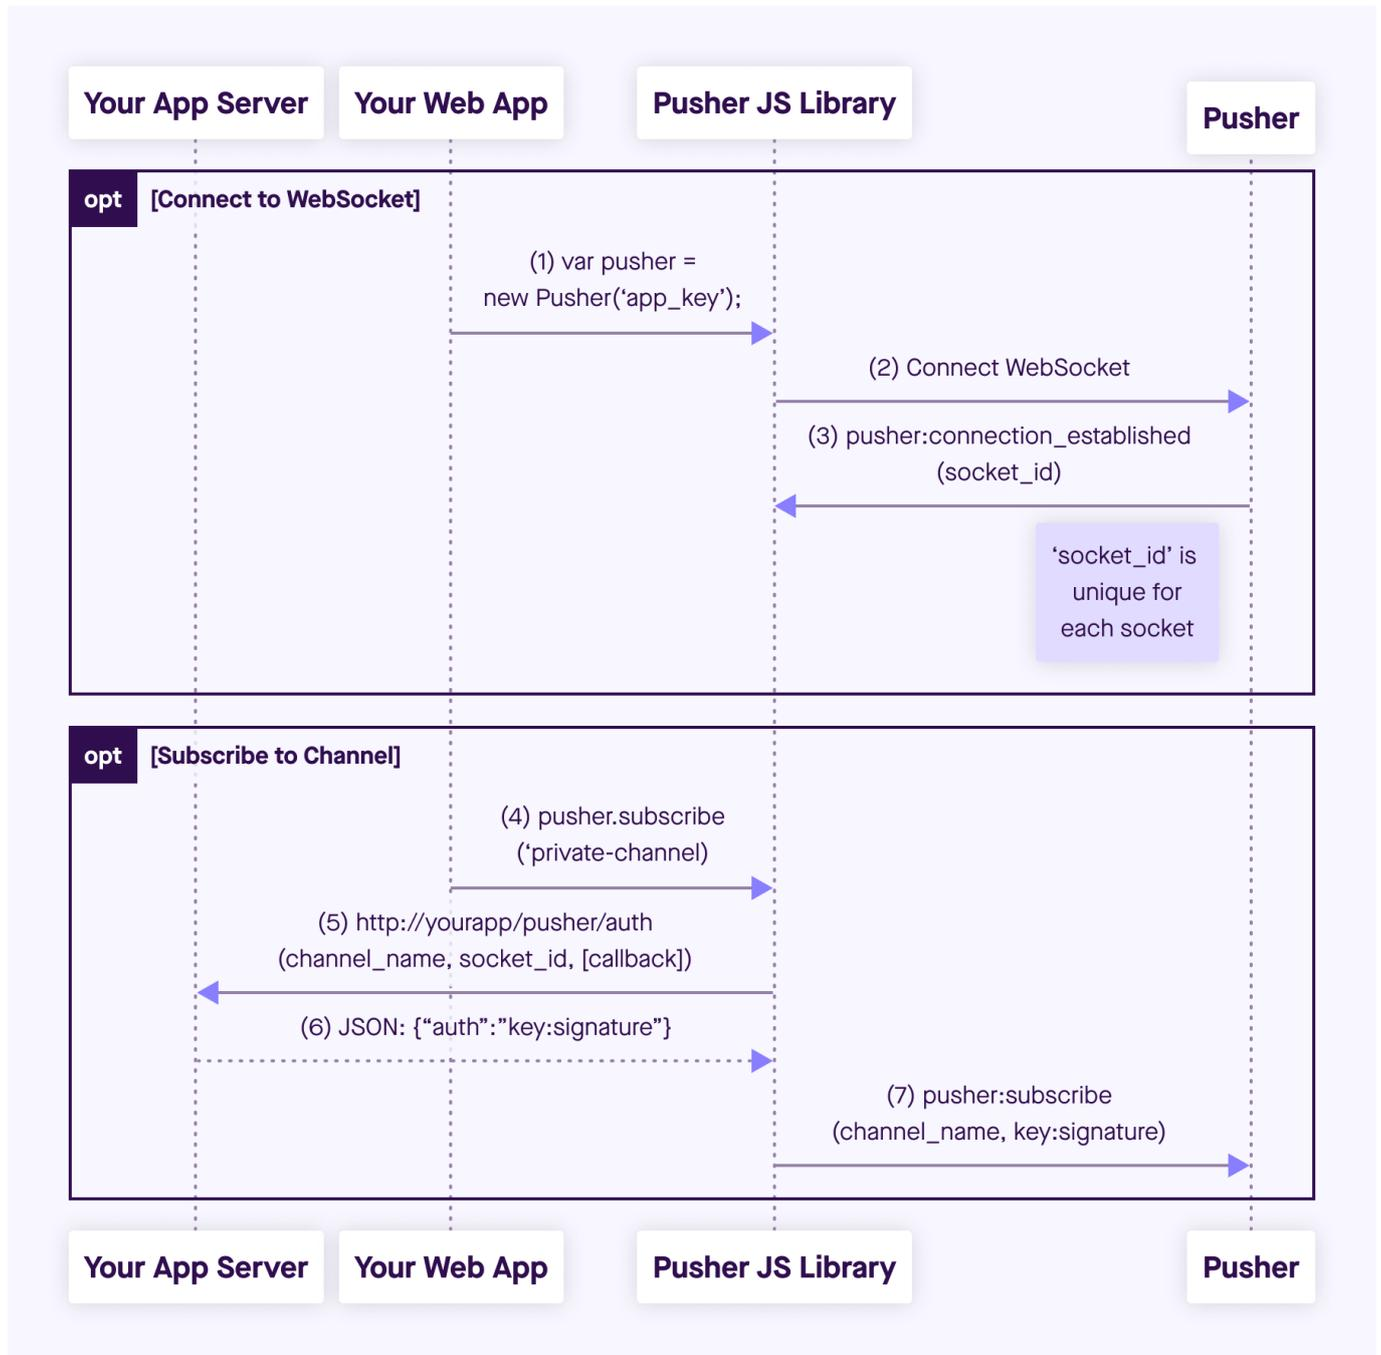 Your App Server
Your Web App
Pusher JS Library
Pusher
opt
[Connect to WebSocket]
(1) var pusher =
new Pusher(‘app_key’);
(2) Connect WebSocket
(3) pusher:connection_established
(socket_id)
‘socket_id’ is
unique for
each socket
opt
[Subscribe to Channel]
(4) pusher.subscribe
(‘private-channel)
(5) http://yourapp/pusher/auth
(channel_name, socket_id, [callback])
(6) JSON: {“auth”:”key:signature”}
(7) pusher:subscribe
(channel_name, key:signature)
Your App Server
Your Web App
Pusher JS Library
Pusher